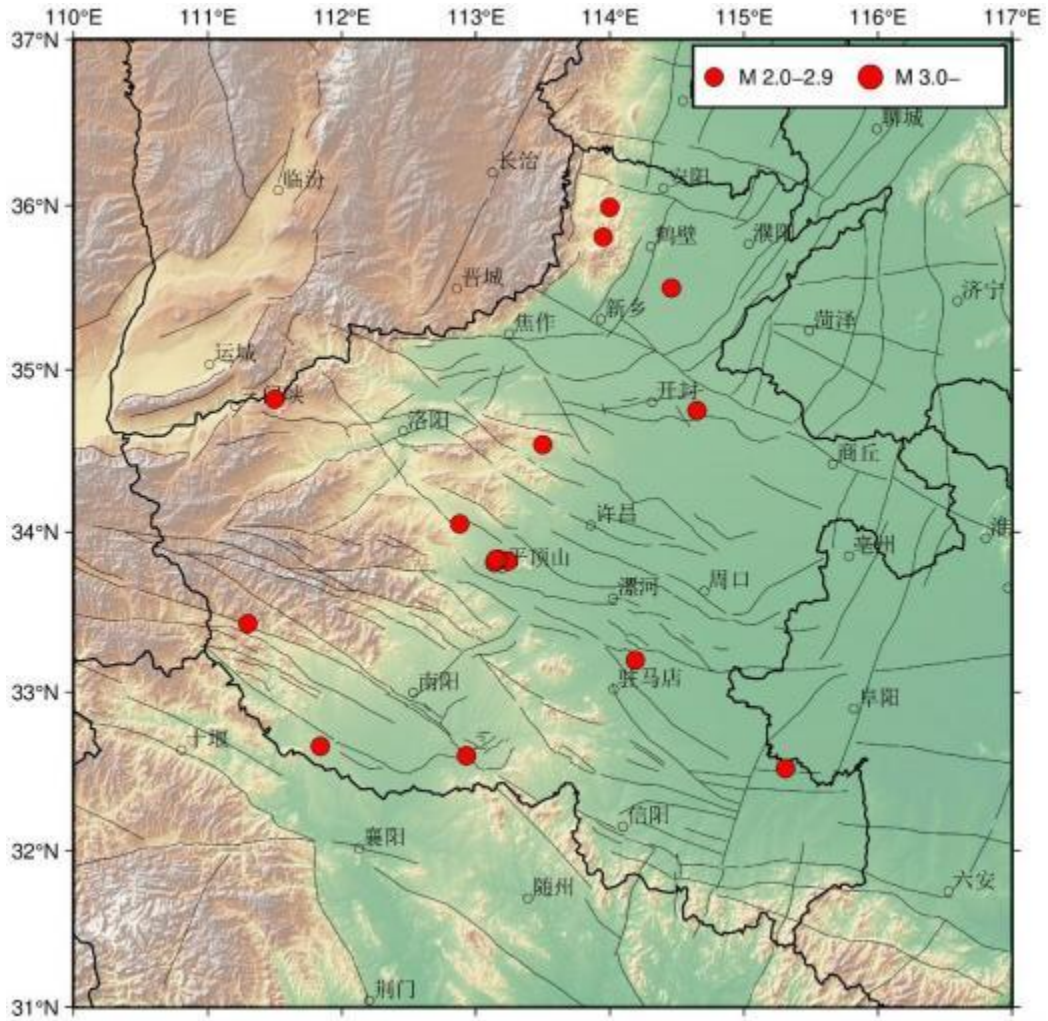 110°E 111°E 112°E 113°E 114°E 115°E 116°E 117°E
37°N
M 2.0–2.9 M 3.0–
聊城
长治
临汾
安阳
36°N
鹤壁
濮阳
晋城
济宁
新乡
焦作
菏泽
运城
35°N
开封
洛阳
商丘
许昌
34°N
亳州
平顶山
周口
漯河
33°N
南阳
驻马店
阜阳
十堰
信阳
32°N
襄阳
六安
随州
荆门
31°N